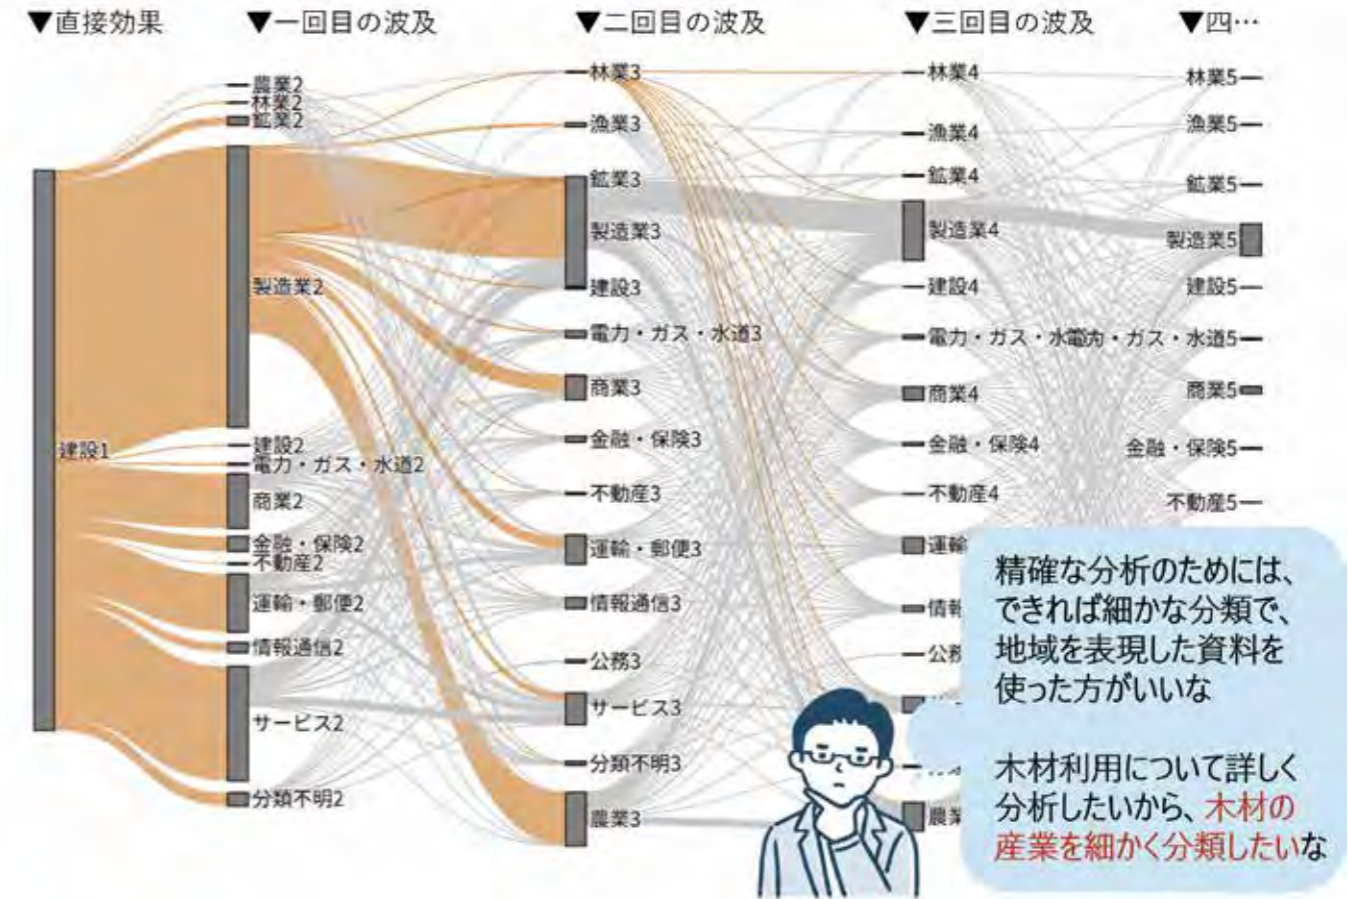 ▼直接効果
▼一回目の波及
▼二回目の波及
▼三回目の波及
▼四…
建設1
農業2
林業2
鉱業2
製造業2
建設2
電力・ガス・水道2
商業2
金融・保険2
不動産2
運輸・郵便2
情報通信2
サービス2
分類不明2
林業3
漁業3
鉱業3
製造業3
建設3
電力・ガス・水道3
商業3
金融・保険3
不動産3
運輸・郵便3
情報通信3
公務3
サービス3
分類不明3
農業3
林業4
漁業4
鉱業4
製造業4
建設4
電力・ガス・水
商業4
金融・保険4
不動産4
運輸
情報
公務
農業
林業5
漁業5
鉱業5
製造業5
建設5
電力・ガス・水道5
商業5
金融・保険5
不動産5
精確な分析のためには、
できれば細かな分類で、
地域を表現した資料を
使った方がいいな
木材利用について詳しく
分析したいから、木材の
産業を細かく分類したいな